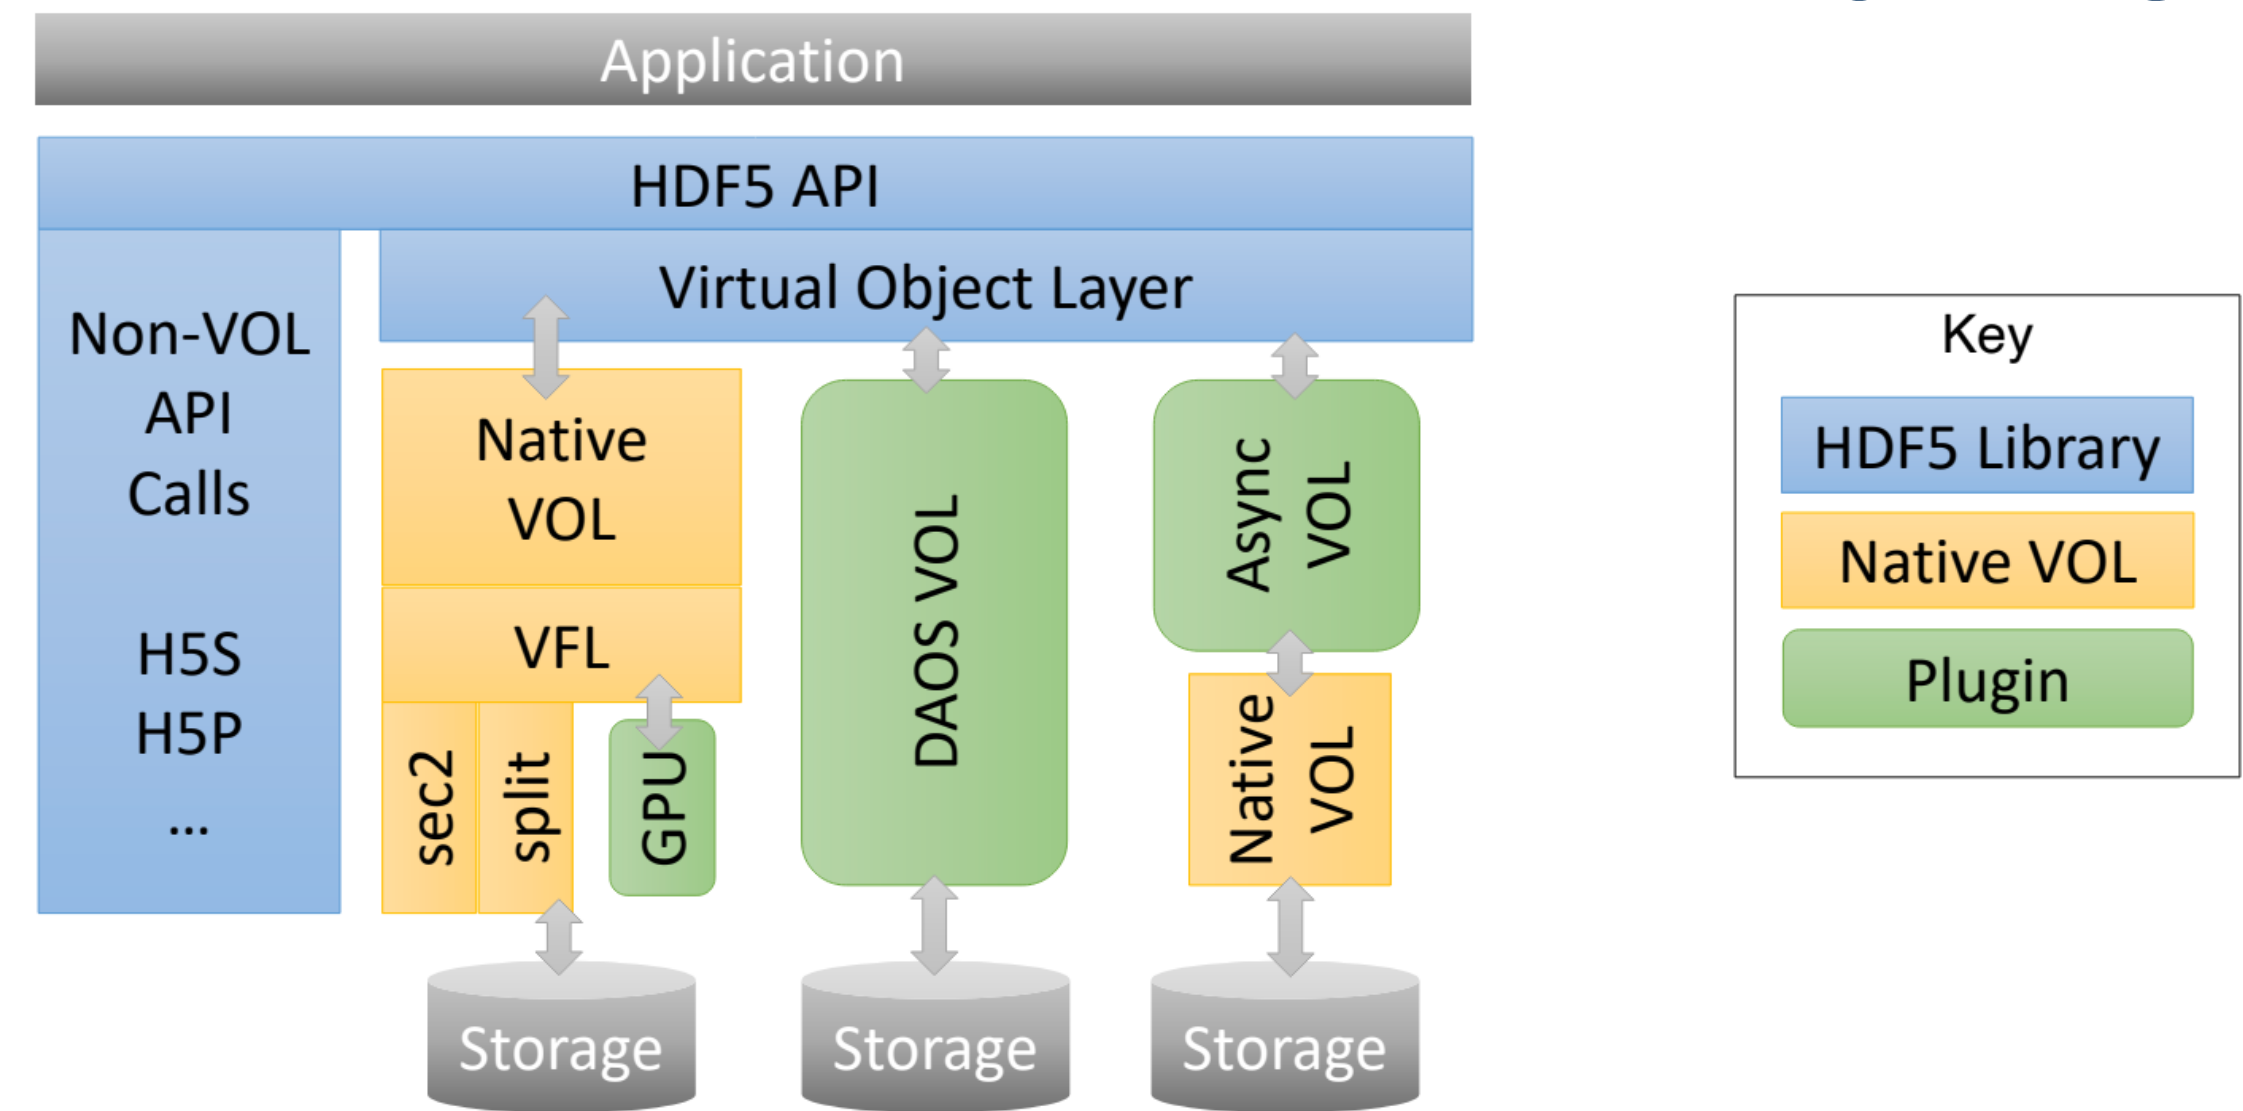 Application
HDF5 API
Virtual Object Layer
Non-VOL
API
Calls
H5S
H5P
...
Native
VOL
VFL
sec2
split
GPU
DAOS VOL
Async
VOL
Native
VOL
Storage
Storage
Storage
Key
HDF5 Library
Native VOL
Plugin